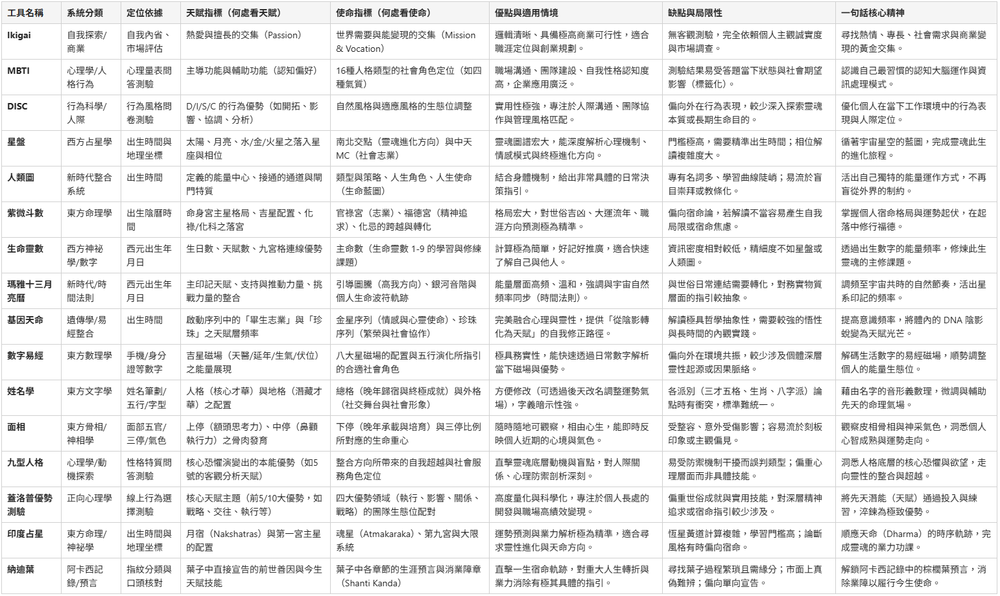 工具名稱 系統分類 定位依據 天賦指標（何處看天賦） 使命指標（何處看使命） 優點與適用情境 缺點與局限性 一句話核心精神
Ikigai 自我探索/ 自我內省、 熱愛與擅長的交集（Passion） 世界需要與能變現的交集（Mission 邏輯清晰、具備極高商業可行性，適合 無客觀測驗，完全依賴個人主觀誠實度 尋找熱情、專長、社會需求與商業變
商業 市場評估 & Vocation） 職涯定位與創業規劃。 與市場調查。 現的黃金交集。
MBTI 心理學/人 心理量表問 主導功能與輔助功能（認知偏好） 16種人格類型的社會角色定位（如四 職場溝通、團隊建設、自我性格認知度 測驗結果易受答題當下狀態與社會期望 認識自己最習慣的認知大腦運作與資
格行為 答測驗 種氣質） 高，企業應用廣泛。 影響（標籤化）。 訊處理模式。
DISC 行為科學/ 行為風格問 D/I/S/C 的行為優勢（如開拓、影 自然風格與適應風格的生態位調整 實用性極強，專注於人際溝通、團隊協 偏向外在行為表現，較少深入探索靈魂 優化個人在當下工作環境中的行為表
人際 卷測驗 響、協調、分析） 作與管理風格匹配。 本質或長期生命目的。 現與人際定位。
星盤 西方占星學 出生時間與 太陽、月亮、水/金/火星之落入星 南北交點（靈魂進化方向）與中天 靈魂圖譜宏大，能深度解析心理機制、 門檻極高，需要精準出生時間；相位解 循著宇宙星空的藍圖，完成靈魂此生
地理坐標 座與相位 MC（社會志業） 情感模式與終極進化方向。 讀複雜度大。 的進化旅程。
人類圖 新時代整合 出生時間 定義的能量中心、接通的通道與閘 類型與策略、人生角色、人生使命 結合身體機制，給出非常具體的日常決 專有名詞多、學習曲線陡峭；易流於盲 活出自己獨特的能量運作方式，不再
系統 門特質 （生命藍圖） 策指引。 目崇拜或教條化。 盲從外界的制約。
紫微斗數 東方命理學 出生陰曆時 命身宮主星格局、吉星配置、化 官祿宮（志業）、福德宮（精神追 格局宏大，對世俗吉凶、大運流年、職 偏向宿命論，若解讀不當容易產生自我 掌握個人宿命格局與運勢起伏，在起
間 祿/化科之落宮 求）、化忌的跨越與轉化 涯方向預測極為精準。 局限或宿命焦慮。 落中修行福德。
生命靈數 西方神祕 西元出生年 生日數、天賦數、九宮格連線優勢 主命數（生命靈數 1-9 的學習與修練 計算極為簡單，好記好推廣，適合快速 資訊密度相對較低，精細度不如星盤或 透過出生數字的能量頻率，修煉此生
學/數字 月日 課題） 了解自己與他人。 人類圖。 靈魂的主修課題。
瑪雅十三月 新時代/時 西元出生年 主印記天賦、支持與推動力量、挑 引導圖騰（高我方向）、銀河音階與 能量層面高頻、溫和，強調與宇宙自然 與世俗日常連結需要轉化，對務實物質 調頻至宇宙共時的自然節奏，活出星
亮曆 間法則 月日 戰力量的整合 個人生命波符軌跡 頻率同步（時間法則）。 層面的指引較抽象。 系印記的頻率。
基因天命 遺傳學/易 出生時間 啟動序列中的「畢生志業」與「珍 金星序列（情感與心靈使命）、珍珠 完美融合心理與靈性，提供「從陰影轉 解讀極具哲學抽象性，需要較強的悟性 提高意識頻率，將體內的 DNA 陰影
經整合 珠」之天賦層頻率 序列（繁榮與社會協作） 化為天賦」的自我修正路徑。 與長時間的內觀實踐。 蛻變為天賦光芒。
數字易經 東方數理學 手機/身分 吉星磁場（天醫/延年/生氣/伏位） 八大星磁場的配置與五行演化所指引 極具務實性，能快速透過日常數字解析 偏向外在環境共振，較少涉及個體深層 解碼生活數字的易經磁場，順勢調整
證等數字 之能量展現 的合適社會角色 當下磁場與優勢。 靈性起源或因果脈絡。 個人的能量生態位。
姓名學 東方文字學 姓名筆劃/ 人格（核心才華）與地格（潛藏才 總格（晚年歸宿與終極成就）與外格 方便修改（可透過後天改名調整運勢氣 各派別（三才五格、生肖、八字派）論 藉由名字的音形義數理，微調與輔助
五行/字型 華）之配置 （社交舞台與社會形象） 場），字義暗示性強。 點時有衝突，標準難統一。 先天的命理氣場。
面相 東方骨相/ 面部五官/ 上停（額頭思考力）、中停（鼻顴 下停（晚年承載與培育）與三停比例 隨時隨地可觀察，相由心生，能即時反 受整容、意外受傷影響；容易流於刻板 觀察皮相骨相與神采氣色，洞悉個人
神相學 三停/氣色 執行力）之骨肉發育 所對應的生命重心 映個人近期的心境與氣色。 印象或主觀偏見。 心智成熟與運勢走向。
九型人格 心理學/動 性格特質問 核心恐懼演變出的本能優勢（如5 整合方向所帶來的自我超越與社會服 直擊靈魂底層動機與盲點，對人際關 易受防禦機制干擾而誤判類型；偏重心 洞悉人格底層的核心恐懼與欲望，走
機探索 答測驗 號的客觀分析天賦） 務角色定位 係、心理防禦剖析深刻。 理層面而非具體技能。 向靈性的整合與超越。
蓋洛普優勢 正向心理學 線上行為選 核心天賦主題（前5/10大優勢，如 四大優勢領域（執行、影響、關係、 高度量化與科學化，專注於個人長處的 偏重世俗成就與實用技能，對深層精神 將先天潛能（天賦）通過投入與練
測驗 擇測驗 戰略、交往、執行等） 戰略）的團隊生態位配對 開發與職場高績效變現。 追求或宿命指引較少涉及。 習，淬鍊為極致優勢。
印度占星 東方命理/ 出生時間與 月宿（Nakshatras）與第一宮主星 魂星（Atmakaraka）、第九宮與大限 運勢預測與業力解析極為精準，適合尋 恆星黃道計算複雜，學習門檻高；論斷 順應天命（Dharma）的時序軌跡，完
神祕學 地理坐標 的配置 系統 求靈性進化與天命方向。 風格有時偏向宿命。 成靈魂的業力功課。
納迪葉 阿卡西記 指紋分類與 葉子中直接宣告的前世善因與今生 葉子中各章節的生涯預言與消業障章 直擊一生宿命軌跡，對重大人生轉折與 尋找葉子過程繁瑣且需緣分；市面上真 解鎖阿卡西記錄中的棕櫚葉預言，消
錄/預言 口頭核對 天賦技能 （Shanti Kanda） 業力消除有極其具體的指引。 偽難辨；偏向單向宣告。 除業障以履行今生使命。